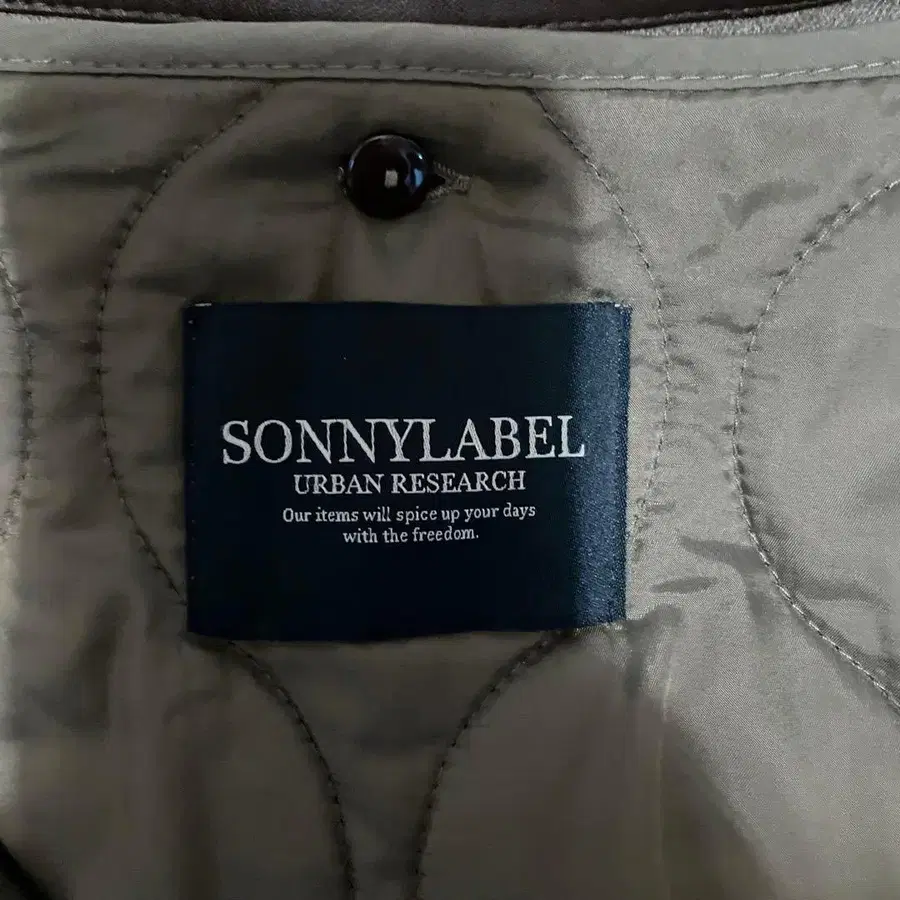 SONNYLABEL
URBAN RESEARCH
Our items will spice up your days
with the freedom.